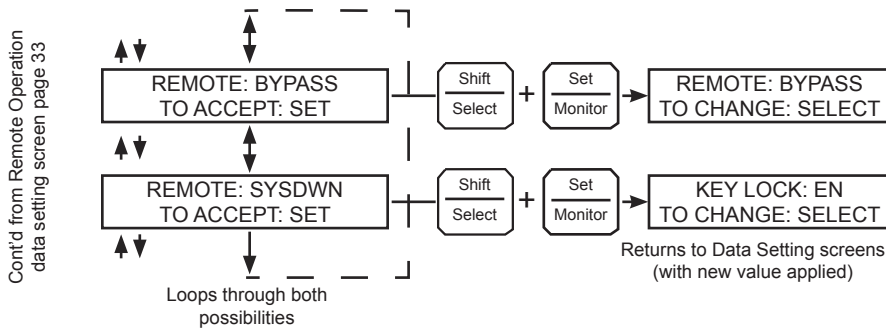 Cont'd from Remote Operation
data setting screen page 33
REMOTE: BYPASS
TO ACCEPT: SET
Shift
Select
+
Set
Monitor
REMOTE: BYPASS
TO CHANGE: SELECT
REMOTE: SYSDWN
TO ACCEPT: SET
Shift
Select
+
Set
Monitor
KEY LOCK: EN
TO CHANGE: SELECT
Loops through both
possibilities
Returns to Data Setting screens
(with new value applied)